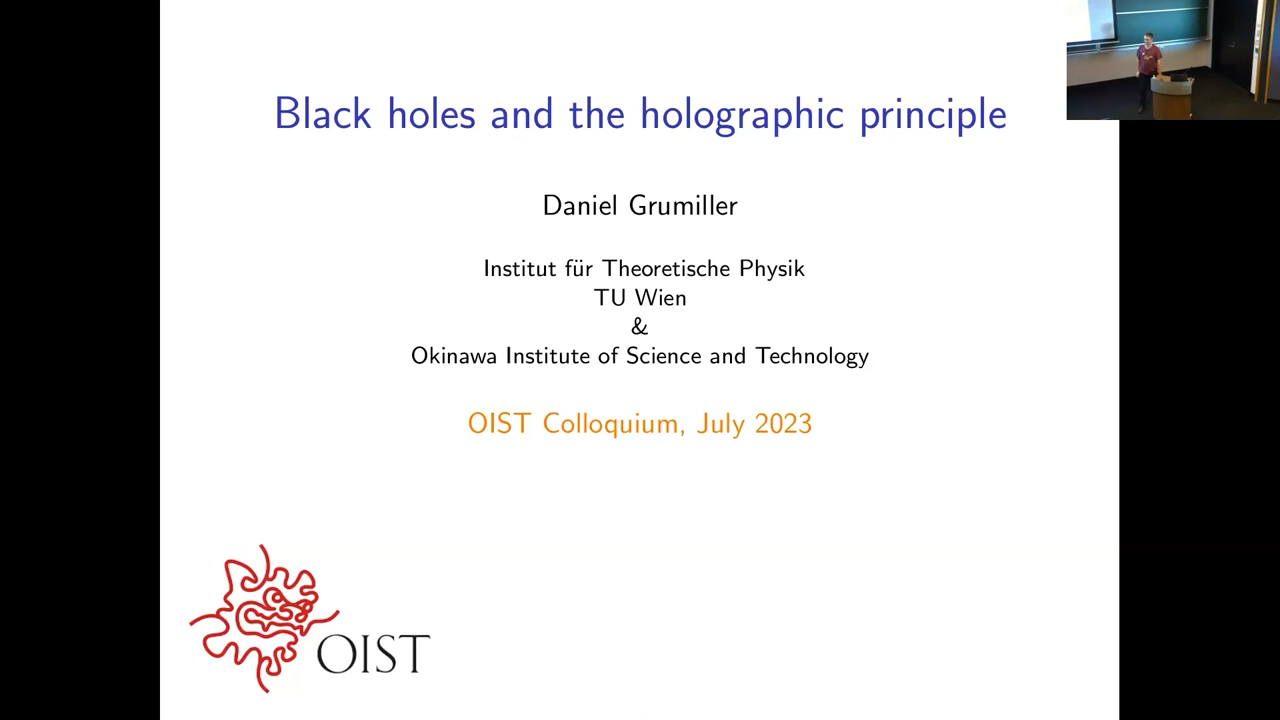 Black holes and the holographic principle
Daniel Grumiller
Institut für Theoretische Physik
TU Wien
&
Okinawa Institute of Science and Technology
OIST Colloquium, July 2023
OIST